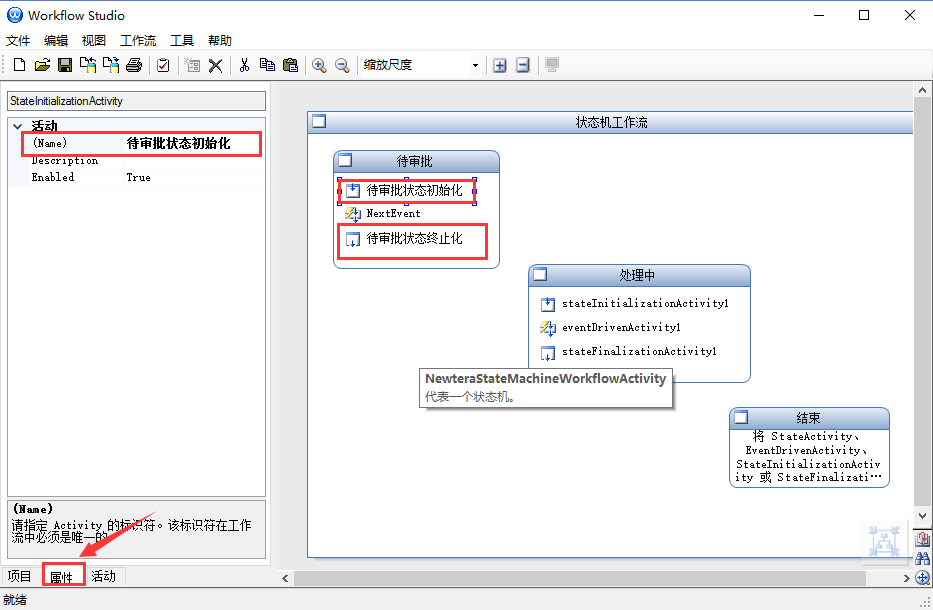 Workflow Studio
文件 编辑 视图 工作流 工具 帮助
缩放尺度
StateInitializationActivity
活动
(Name) 待审批状态初始化
Description
Enabled True
(Name)
请指定 Activity 的标识符。该标识符在工作
流中必须是唯一的
项目 属性 活动
就绪
状态机工作流
待审批
待审批状态初始化
NextEvent
待审批状态终止化
处理中
stateInitializationActivity1
eventDrivenActivity1
stateFinalizationActivity1
NewteraStateMachineWorkflowActivity
代表一个状态机。
结束
将 StateActivity、
EventDrivenActivity、
StateInitializationActiv
ity 或 StateFinalizati…